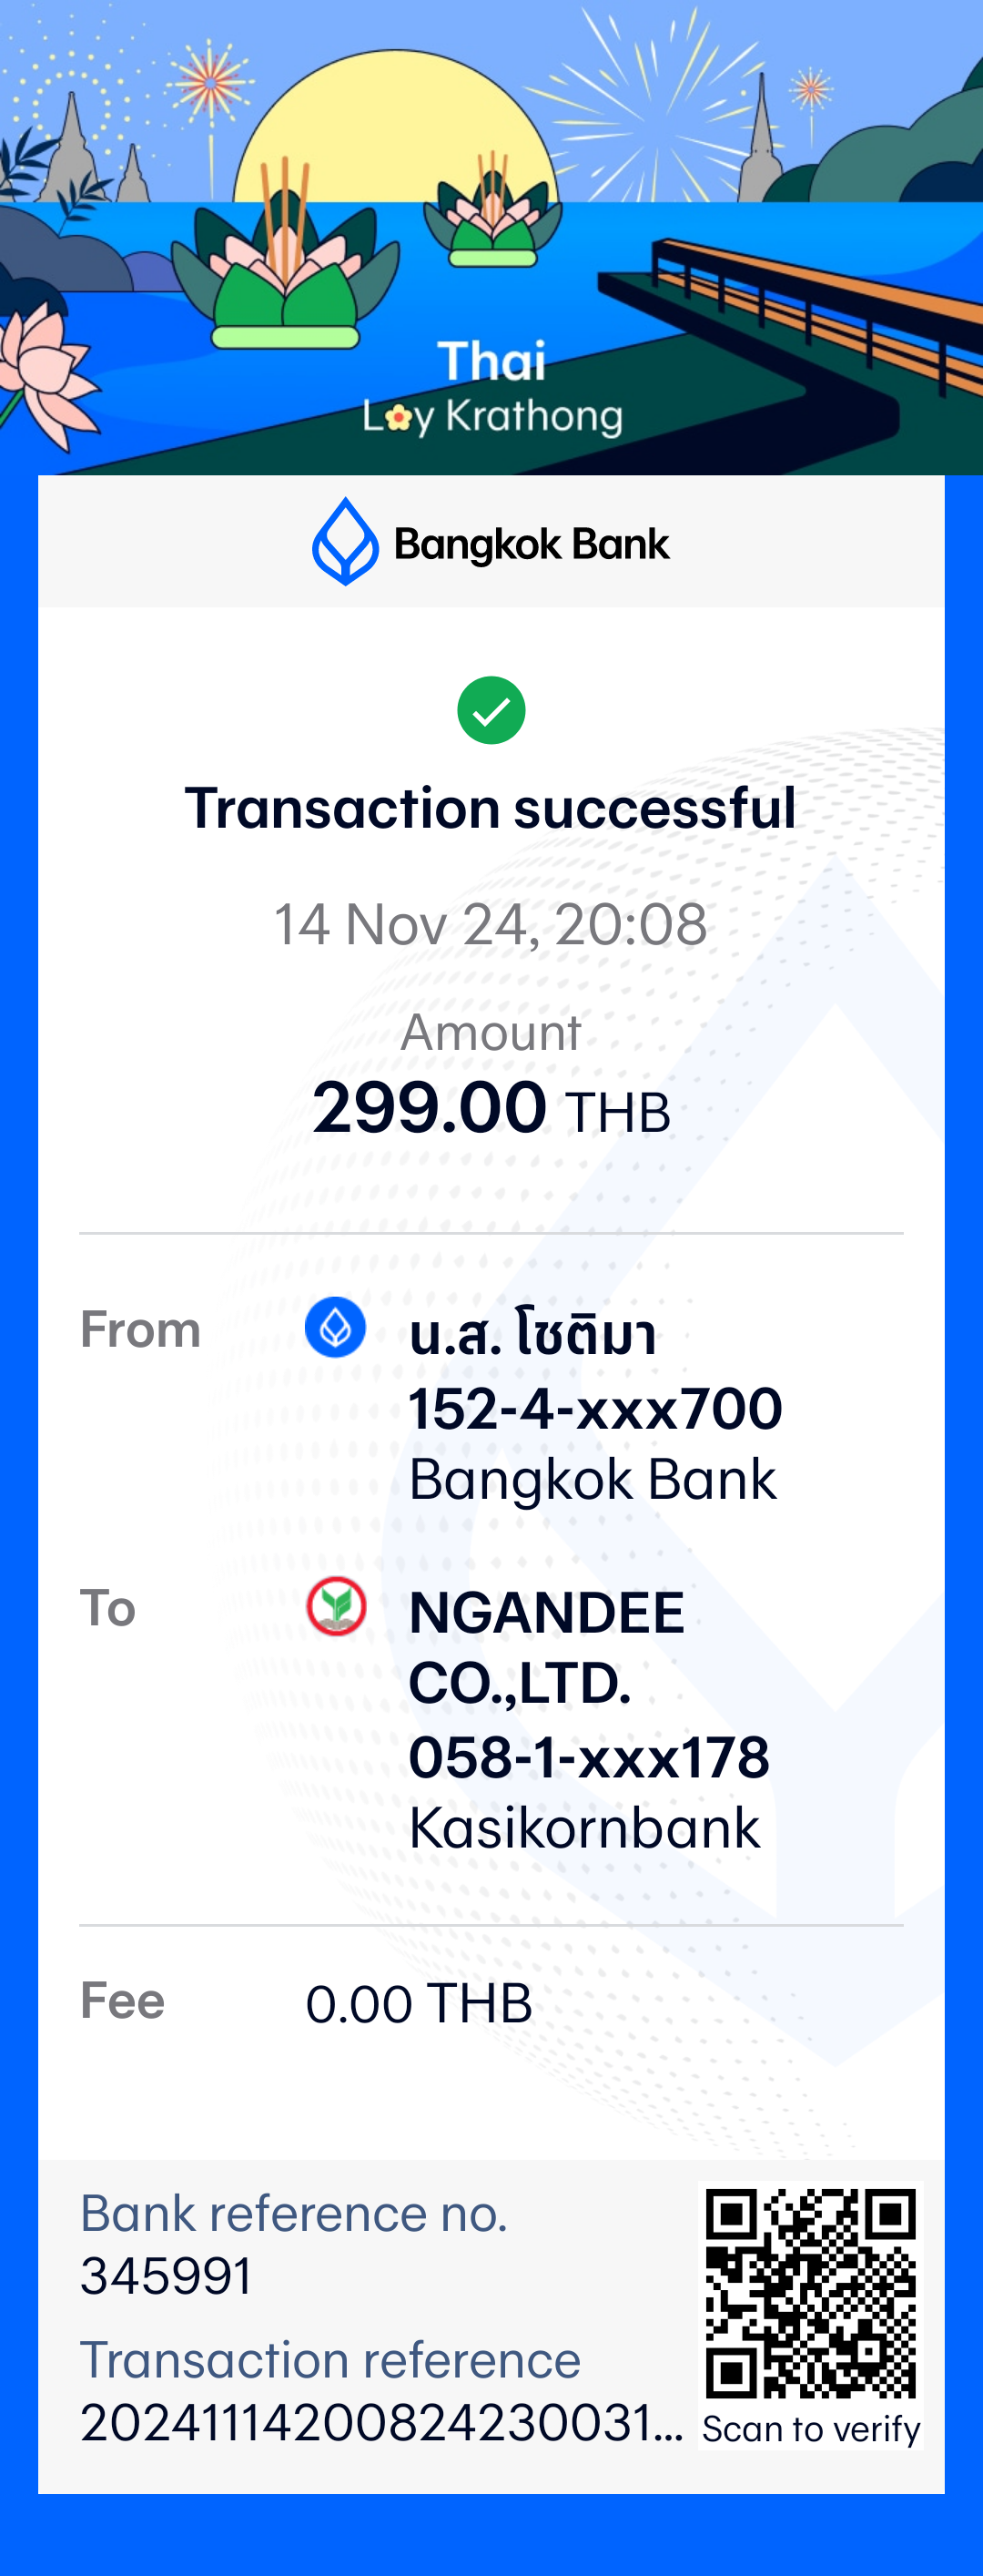 Thai
Loy Krathong
Bangkok Bank
Transaction successful
14 Nov 24, 20:08
Amount
299.00 THB
From
น.ส. โชติมา
152-4-xxx700
Bangkok Bank
To
NGANDEE
CO.,LTD.
058-1-xxx178
Kasikornbank
Fee
0.00 THB
Bank reference no.
345991
Transaction reference
20241114200824230031...
Scan to verify